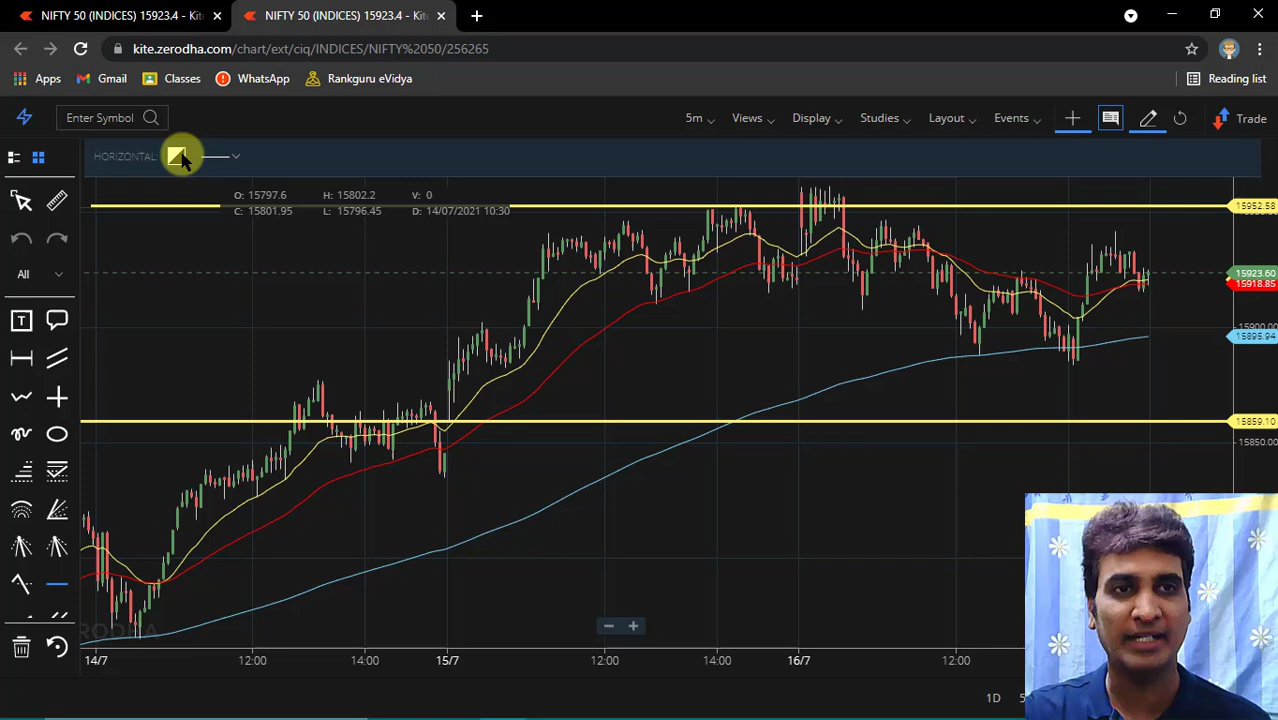 NIFTY 50 (INDICES) 15923.4 - Kite
NIFTY 50 (INDICES) 15923.4 - Kite
kite.zerodha.com/chart/ext/ciq/INDICES/NIFTY%2050/256265
Apps Gmail Classes WhatsApp Rankguru eVidya Reading list
Enter Symbol 5m Views Display Studies Layout Events Trade
HORIZONTAL:
O: 15797.6 H: 15802.2 V: 0
C: 15801.95 L: 15796.45 D: 14/07/2021 10:30
15952.58
15923.60
15918.85
All
T
15900.00
15895.94
15859.10
15850.00
14/7 12:00 14:00 15/7 12:00 14:00 16/7 12:00
1D